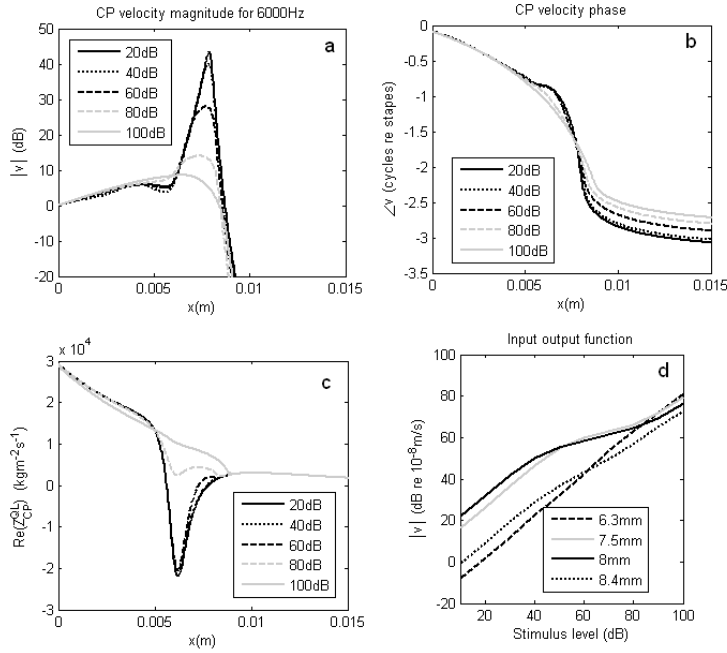 CP velocity magnitude for 6000Hz
a
50
40
30
20
10
0
10
-20
|v| (dB)
20dB
40dB
60dB
80dB
100dB
0
0.005
0.01
0.015
x(m)
CP velocity phase
b
0
-0.5
-1
-1.5
-2
-2.5
-3
-3.5
∠v (cycles re stapes)
20dB
40dB
60dB
80dB
100dB
0
0.005
0.01
0.015
x(m)
x 10⁴
c
3
2
1
0
-1
-2
-3
Re(Z_CP^QL) (kgm⁻²s⁻¹)
20dB
40dB
60dB
80dB
100dB
0
0.005
0.01
0.015
x(m)
Input output function
d
100
80
60
40
20
0
-20
|v| (dB re 10⁻⁸m/s)
6.3mm
7.5mm
8mm
8.4mm
20
40
60
80
100
Stimulus level (dB)